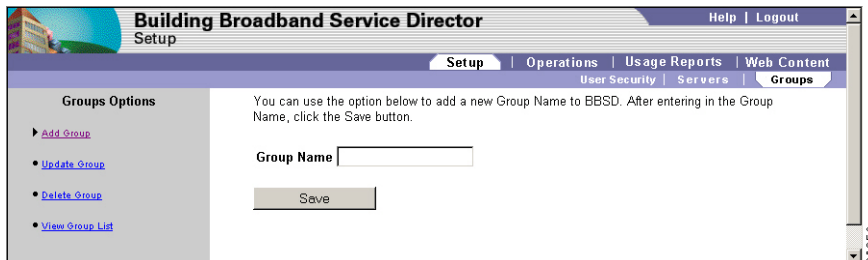 Building Broadband Service Director
Help | Logout
Setup
Setup | Operations | Usage Reports | Web Content
User Security | Servers | Groups
Groups Options
Add Group
Update Group
Delete Group
View Group List
You can use the option below to add a new Group Name to BBSD. After entering in the Group
Name, click the Save button.
Group Name
Save